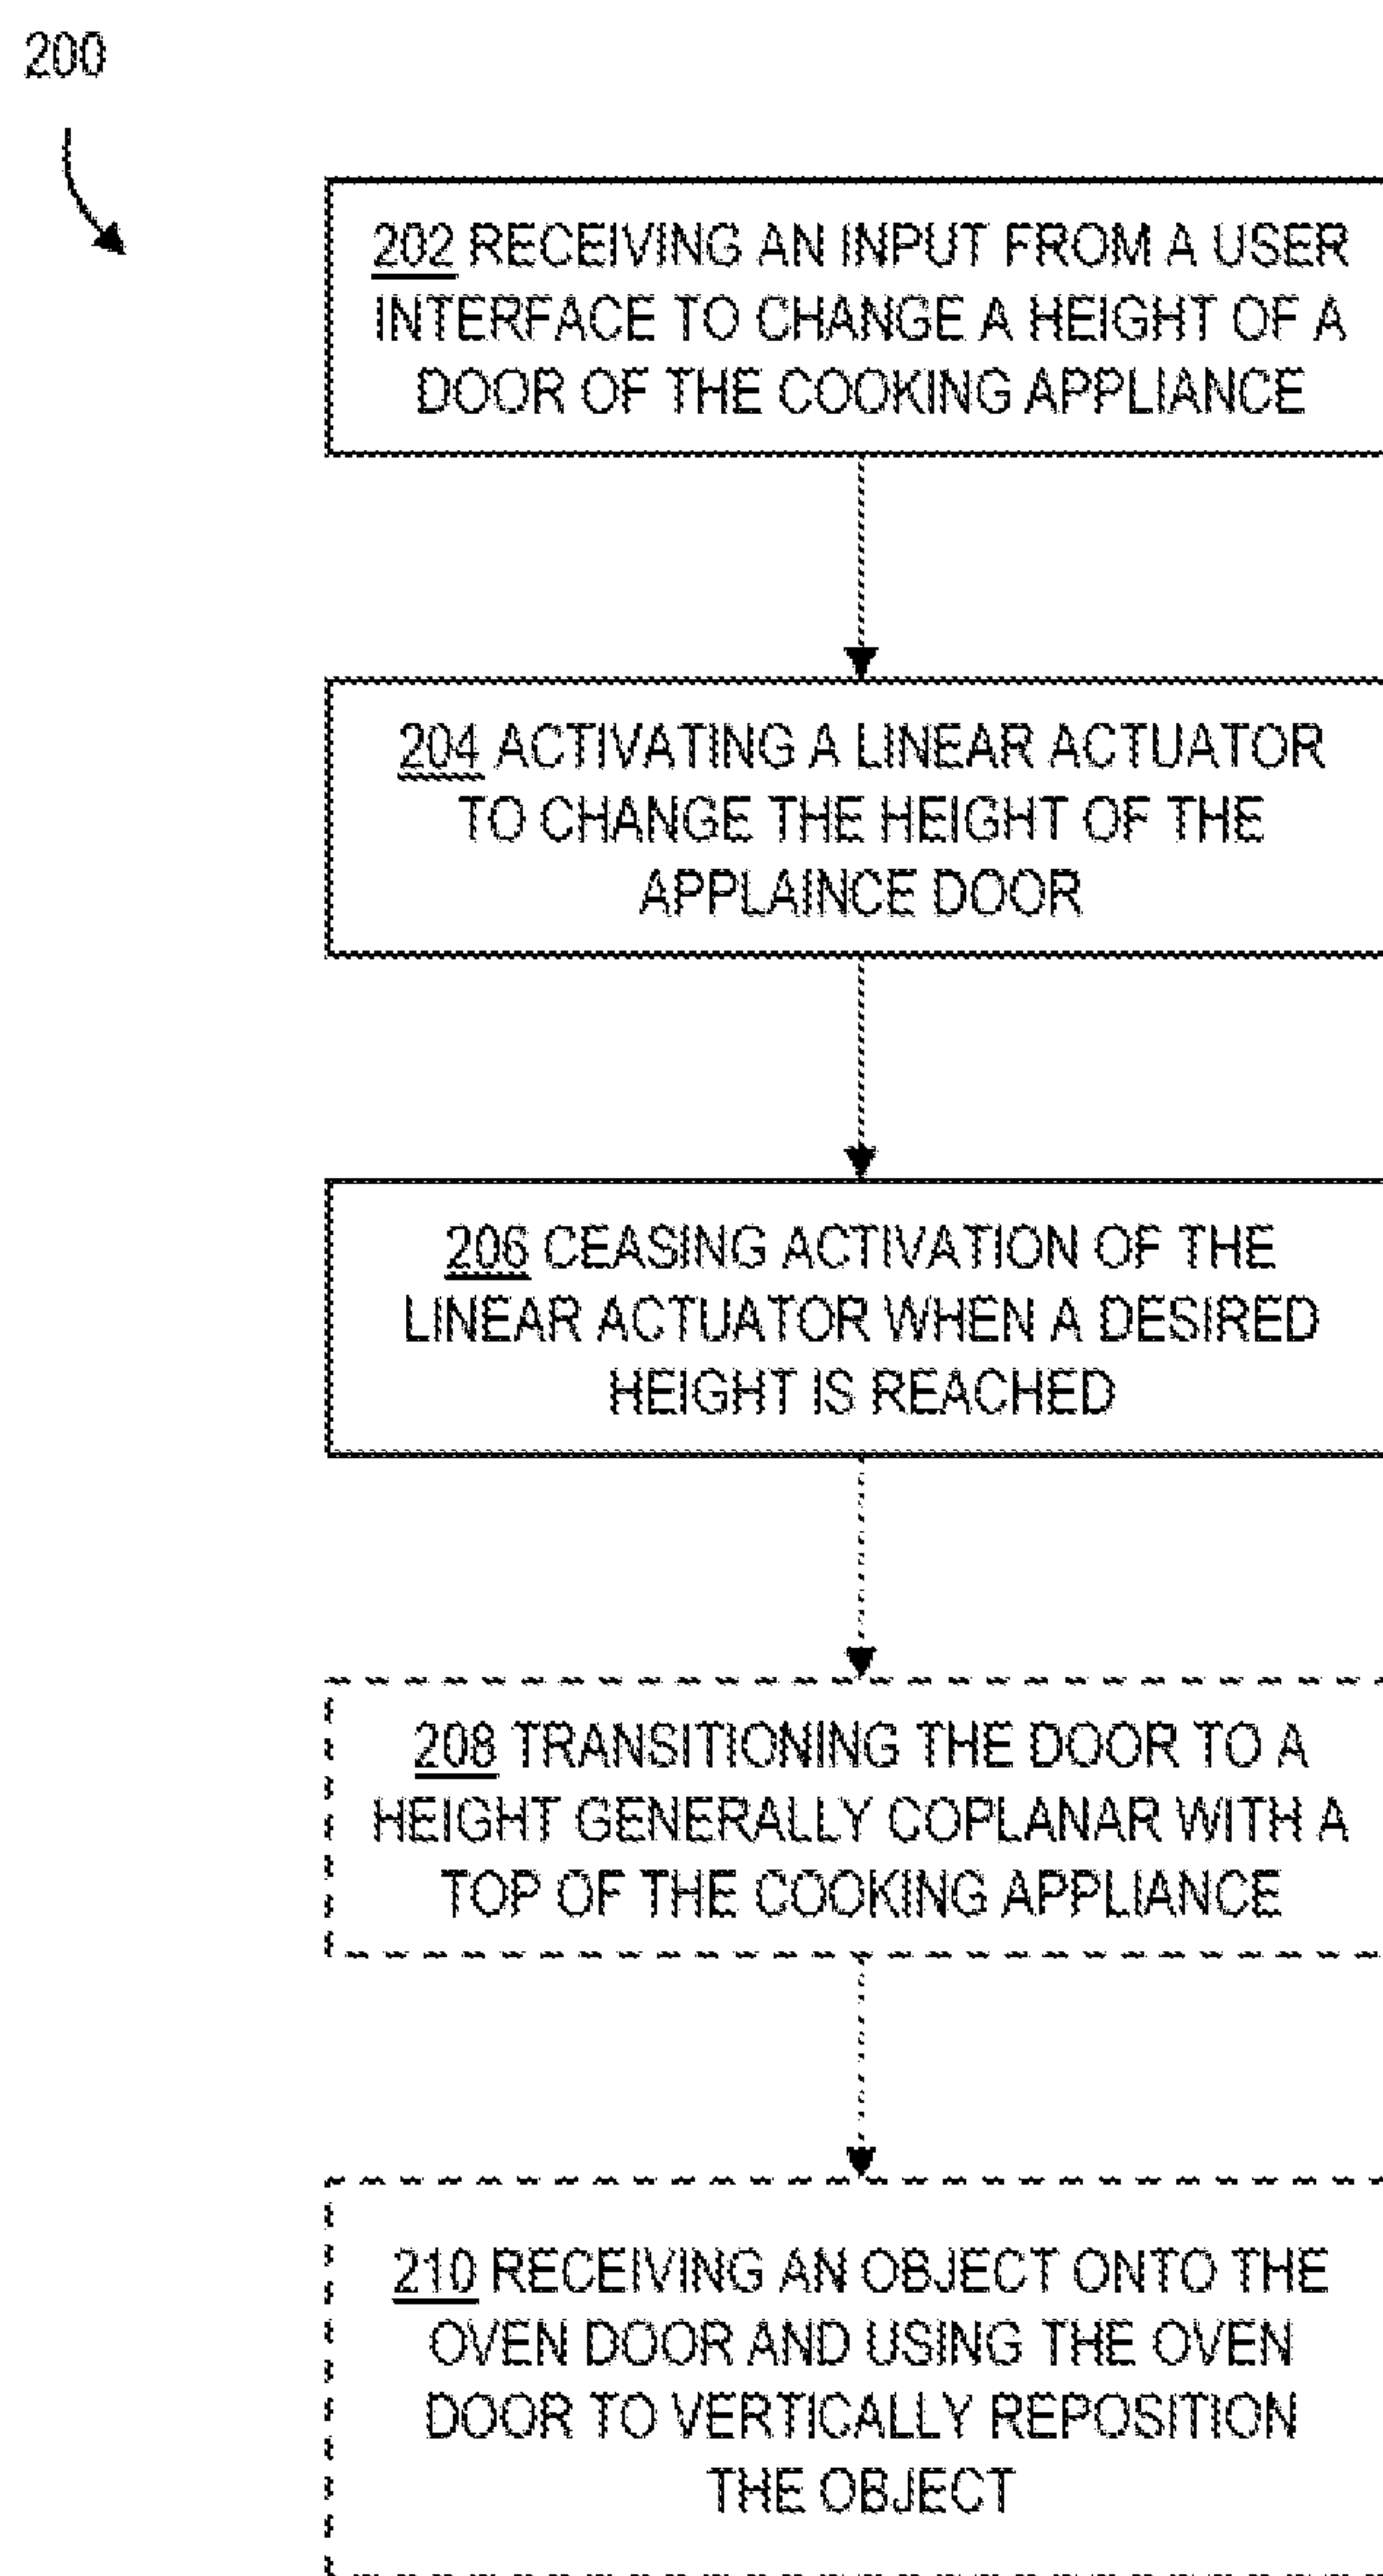 200
202 RECEIVING AN INPUT FROM A USER
INTERFACE TO CHANGE A HEIGHT OF A
DOOR OF THE COOKING APPLIANCE
204 ACTIVATING A LINEAR ACTUATOR
TO CHANGE THE HEIGHT OF THE
APPLAINCE DOOR
206 CEASING ACTIVATION OF THE
LINEAR ACTUATOR WHEN A DESIRED
HEIGHT IS REACHED
208 TRANSITIONING THE DOOR TO A
HEIGHT GENERALLY COPLANAR WITH A
TOP OF THE COOKING APPLIANCE
210 RECEIVING AN OBJECT ONTO THE
OVEN DOOR AND USING THE OVEN
DOOR TO VERTICALLY REPOSITION
THE OBJECT